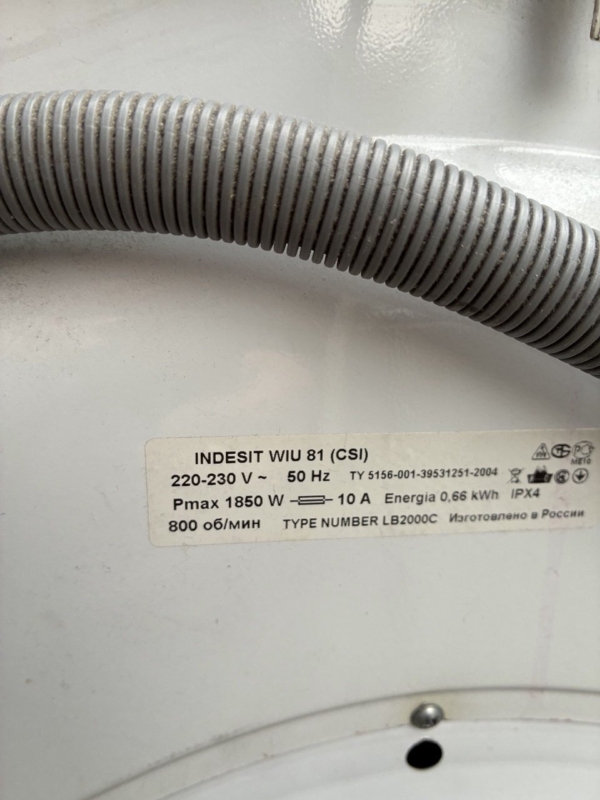 INDESIT WIU 81 (CSI)
220-230 V ~ 50 Hz ТУ 5156-001-39531251-2004
Pmax 1850 W 10 A Energia 0,66 kWh IPX4
800 об/мин TYPE NUMBER LB2000C Изготовлено в России